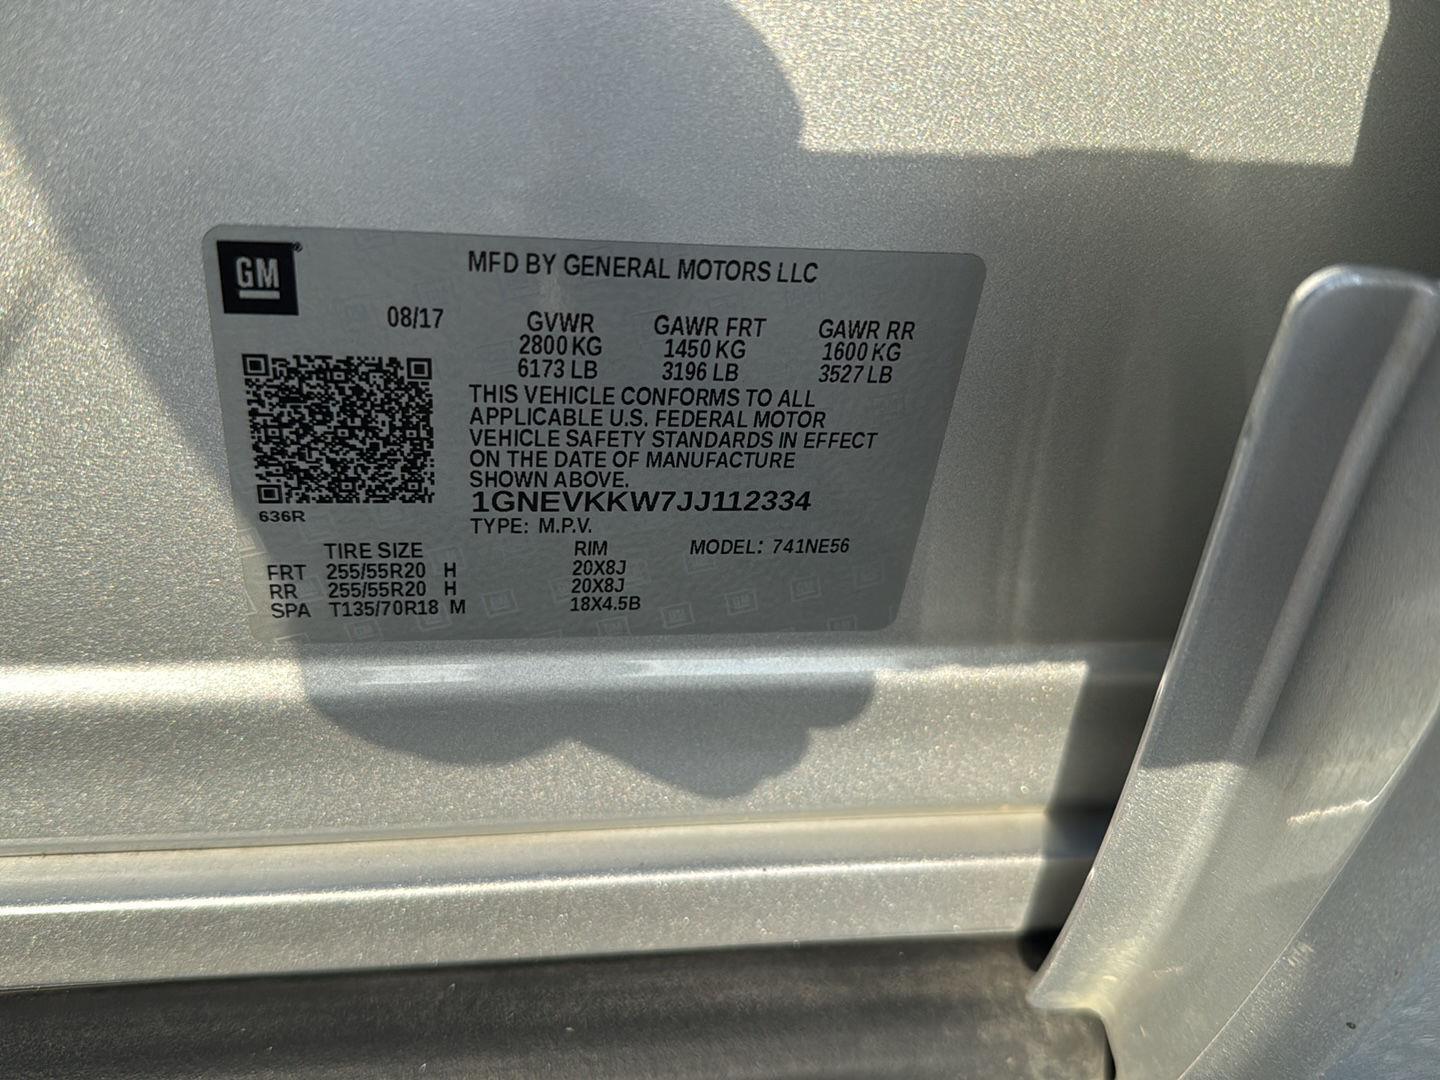 GM®
MFD BY GENERAL MOTORS LLC
08/17 GVWR GAWR FRT GAWR RR
2800 KG 1450 KG 1600 KG
6173 LB 3196 LB 3527 LB
THIS VEHICLE CONFORMS TO ALL
APPLICABLE U.S. FEDERAL MOTOR
VEHICLE SAFETY STANDARDS IN EFFECT
ON THE DATE OF MANUFACTURE
SHOWN ABOVE.
1GNEVKKW7JJ112334
636R
TYPE: M.P.V.
TIRE SIZE RIM MODEL: 741NE56
FRT 255/55R20 H 20X8J
RR 255/55R20 H 20X8J
SPA T135/70R18 M 18X4.5B